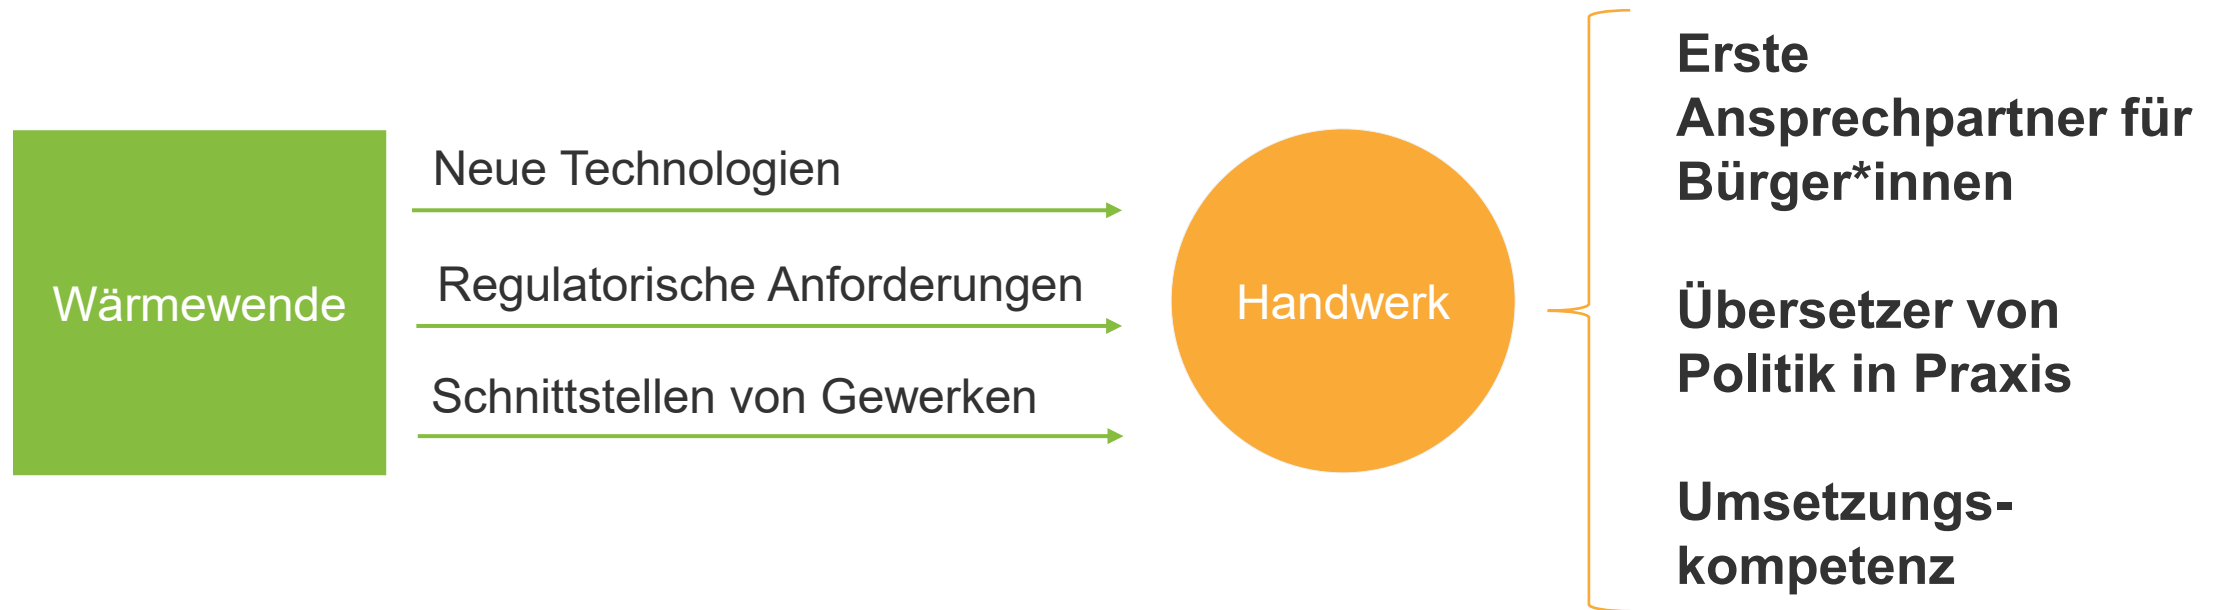 Wärmewende
Neue Technologien
Regulatorische Anforderungen
Schnittstellen von Gewerken
Handwerk
Erste
Ansprechpartner für
Bürger*innen
Übersetzer von
Politik in Praxis
Umsetzungs-
kompetenz